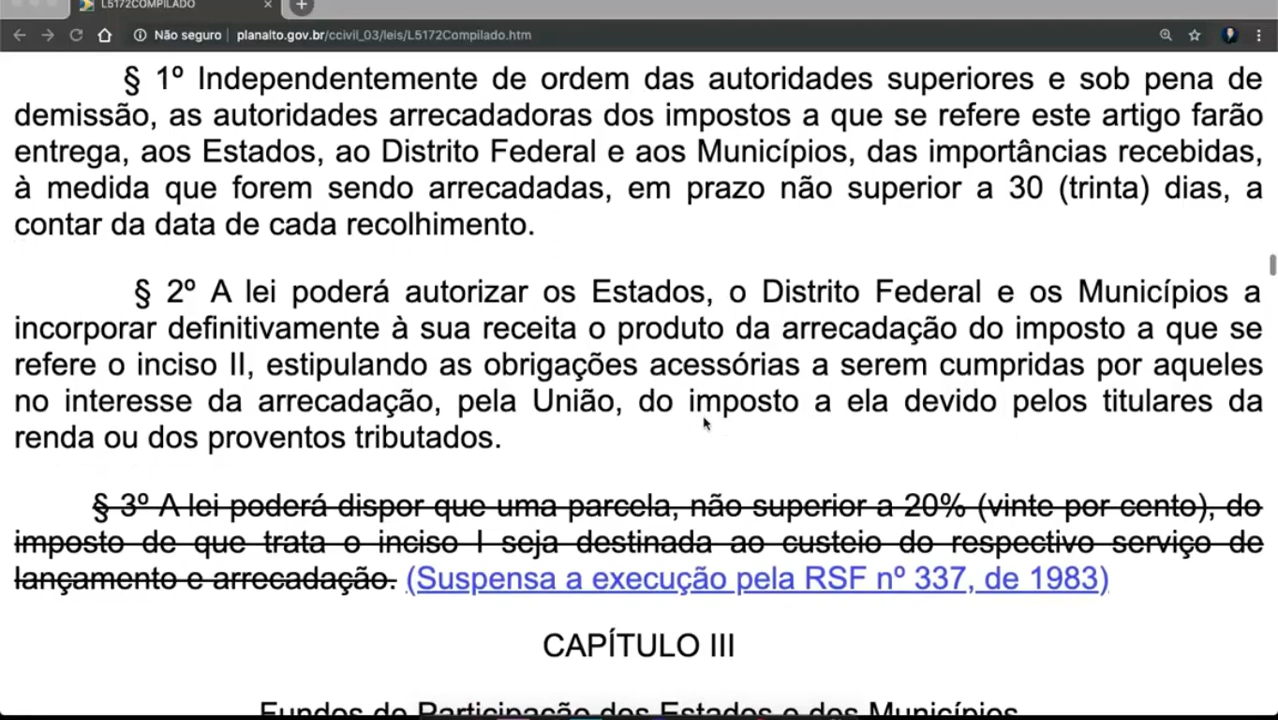 L5172COMPILADO
Não seguro | planalto.gov.br/ccivil_03/leis/L5172Compilado.htm
§ 1º Independentemente de ordem das autoridades superiores e sob pena de
demissão, as autoridades arrecadadoras dos impostos a que se refere este artigo farão
entrega, aos Estados, ao Distrito Federal e aos Municípios, das importâncias recebidas,
à medida que forem sendo arrecadadas, em prazo não superior a 30 (trinta) dias, a
contar da data de cada recolhimento.
§ 2º A lei poderá autorizar os Estados, o Distrito Federal e os Municípios a
incorporar definitivamente à sua receita o produto da arrecadação do imposto a que se
refere o inciso II, estipulando as obrigações acessórias a serem cumpridas por aqueles
no interesse da arrecadação, pela União, do imposto a ela devido pelos titulares da
renda ou dos proventos tributados.
§ 3º A lei poderá dispor que uma parcela, não superior a 20% (vinte por cento), do
imposto de que trata o inciso I seja destinada ao custeio do respectivo serviço de
lançamento e arrecadação. (Suspensa a execução pela RSF nº 337, de 1983)
CAPÍTULO III
Fundos de Participação dos Estados e dos Municípios